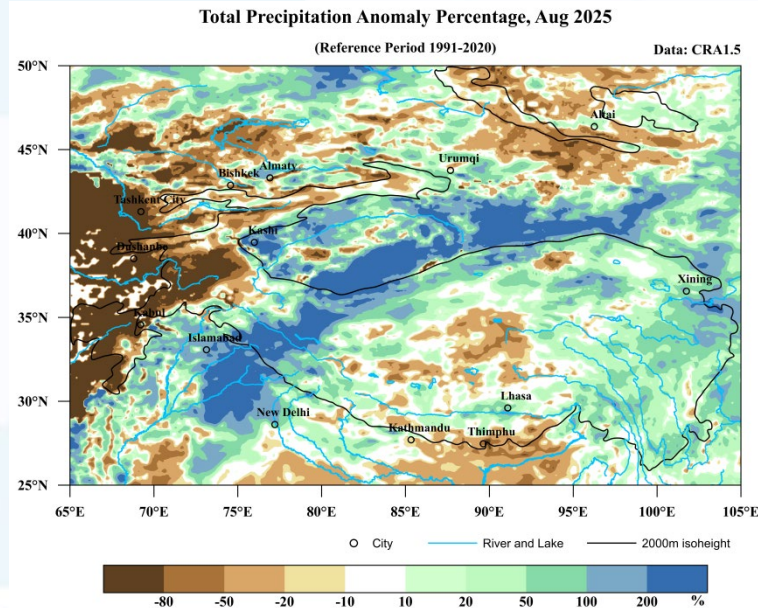 Total Precipitation Anomaly Percentage, Aug 2025
(Reference Period 1991-2020)
Data: CRA1.5
50°N
45°N
40°N
35°N
30°N
25°N
Altai
Urumqi
Almaty
Bishkek
Tashkent City
Kashi
Dushanbe
Xining
Kabul
Islamabad
Lhasa
New Delhi
Kathmandu
Thimphu
65°E 70°E 75°E 80°E 85°E 90°E 95°E 100°E 105°E
City River and Lake 2000m isoheight
-80 -50 -20 -10 10 20 50 100 200 %